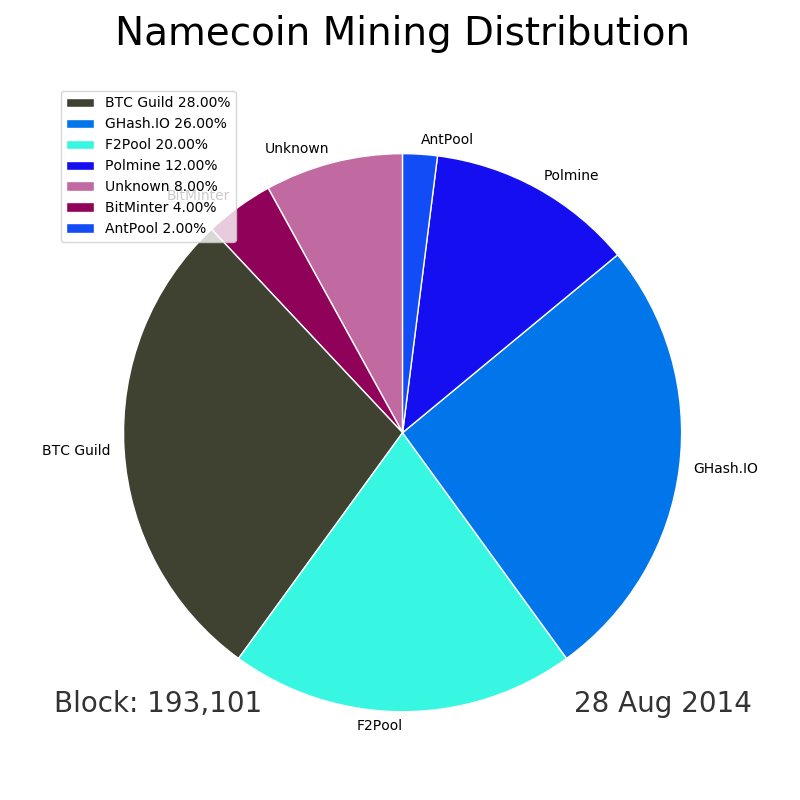 Namecoin Mining Distribution
BTC Guild 28.00%
GHash.IO 26.00%
F2Pool 20.00%
Polmine 12.00%
Unknown 8.00%
BitMinter 4.00%
AntPool 2.00%
AntPool
Unknown
Polmine
BitMinter
BTC Guild
GHash.IO
Block: 193,101
28 Aug 2014
F2Pool